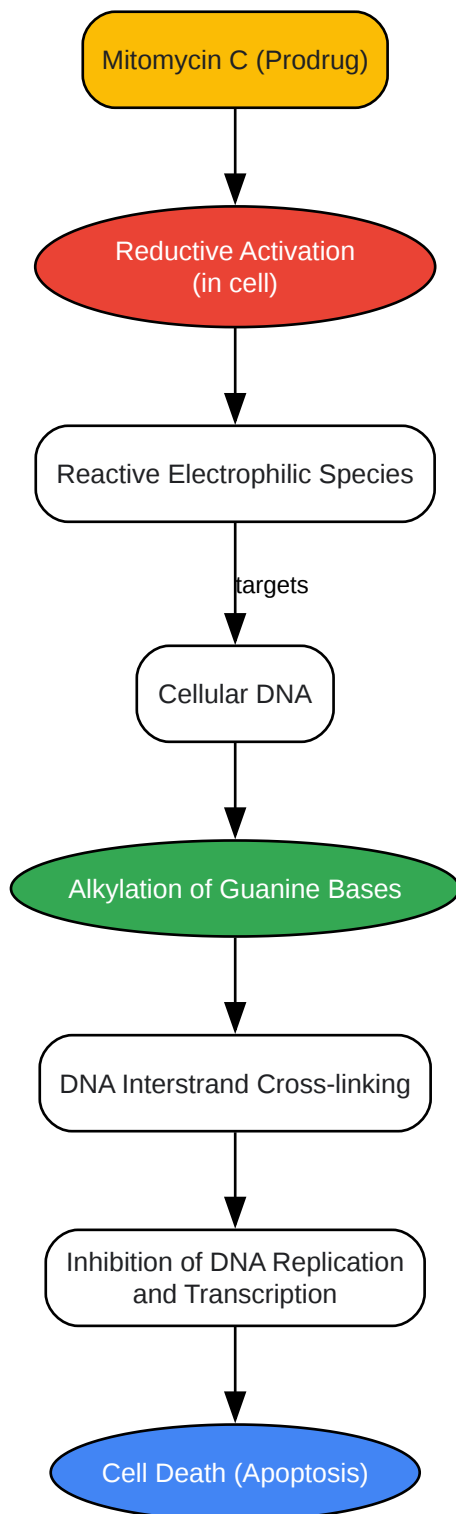 Mitomycin C (Prodrug)
Reductive Activation
(in cell)
Reactive Electrophilic Species
targets
Cellular DNA
Alkylation of Guanine Bases
DNA Interstrand Cross-linking
Inhibition of DNA Replication
and Transcription
Cell Death (Apoptosis)